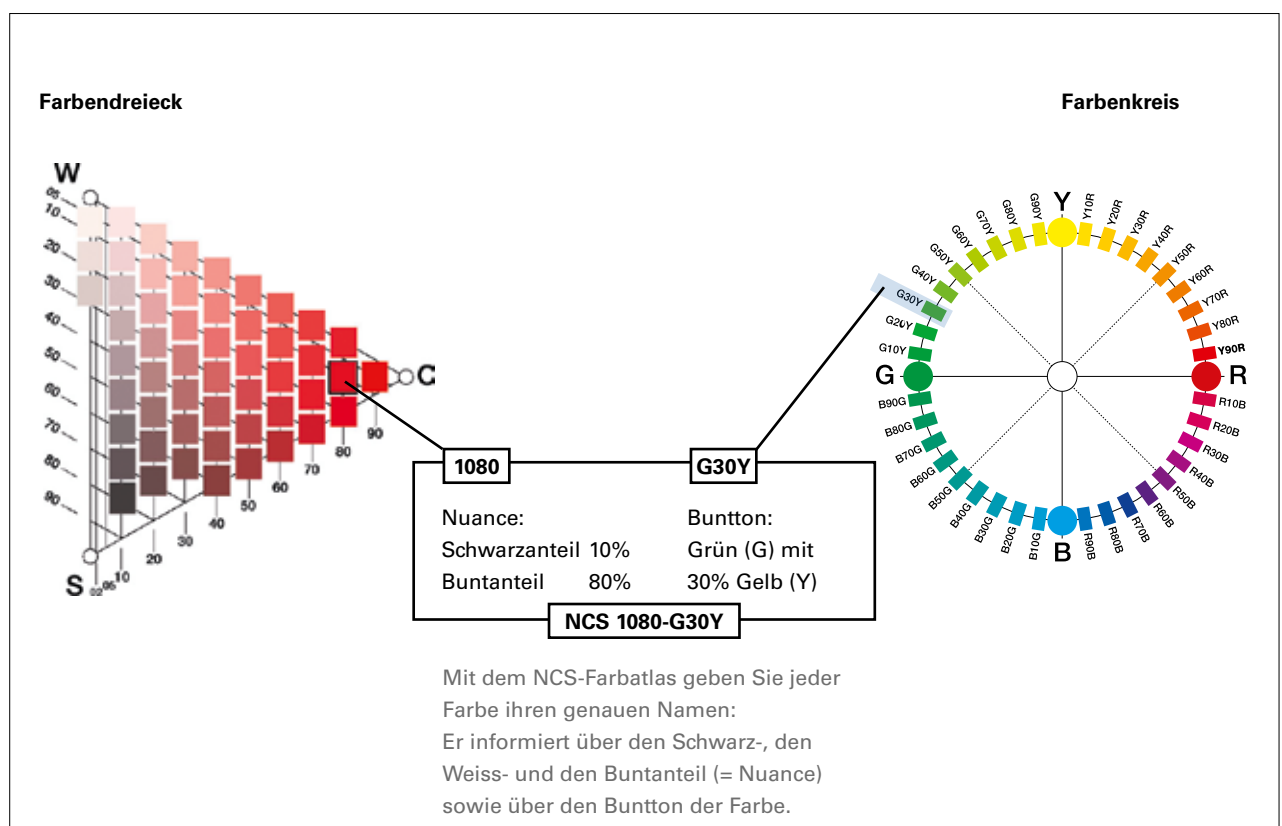 Farbendreieck
Farbenkreis
W
05
10
20
30
40
50
60
70
80
90
S
02
05
10
20
30
40
50
60
70
80
90
C
Y
Y10R
Y20R
Y30R
Y40R
Y50R
Y60R
Y70R
Y80R
Y90R
R
R10B
R20B
R30B
R40B
R50B
R60B
R70B
R80B
R90B
B
B10G
B20G
B30G
B40G
B50G
B60G
B70G
B80G
B90G
G
G10Y
G20Y
G30Y
G40Y
G50Y
G60Y
G70Y
G80Y
G90Y
1080
G30Y
Nuance:
Schwarzanteil 10%
Buntanteil 80%
Buntton:
Grün (G) mit
30% Gelb (Y)
NCS 1080-G30Y
Mit dem NCS-Farbatlas geben Sie jeder
Farbe ihren genauen Namen:
Er informiert über den Schwarz-, den
Weiss- und den Buntanteil (= Nuance)
sowie über den Buntton der Farbe.